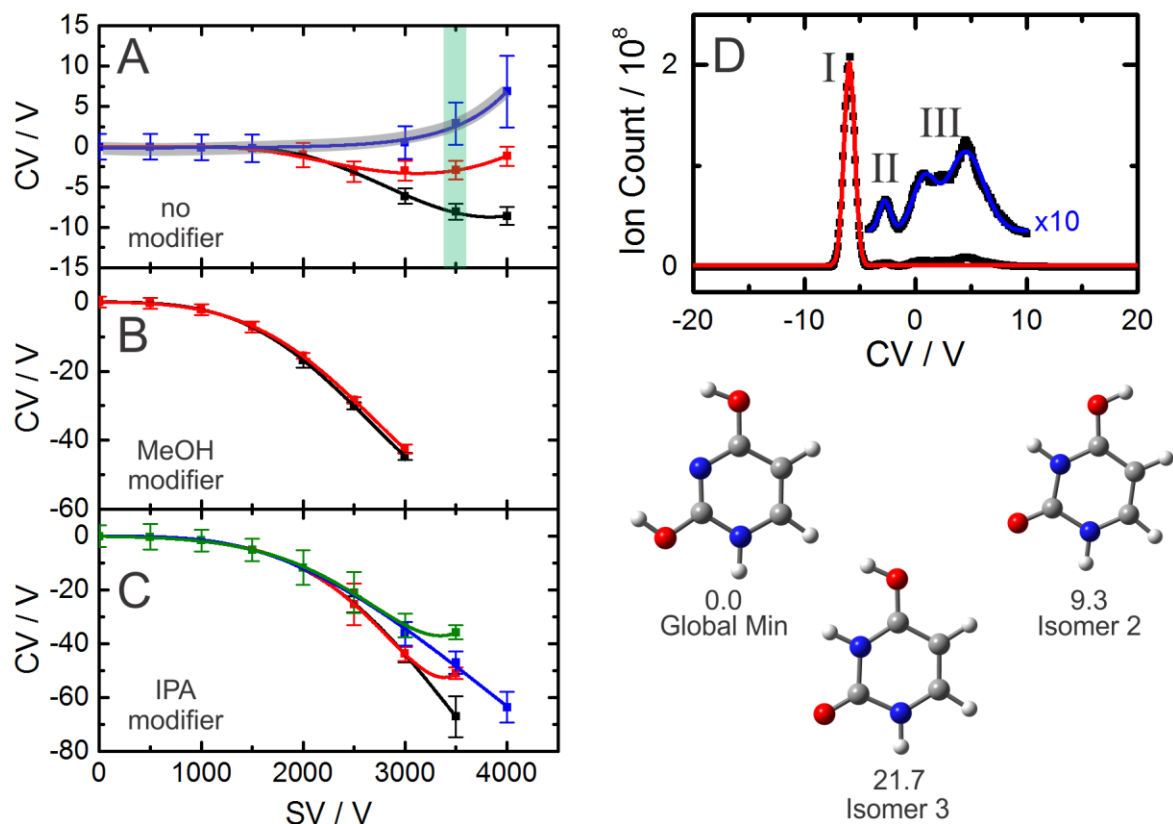 A
CV / V
15
10
5
0
-5
-10
-15
no
modifier
B
CV / V
0
-20
-40
-60
MeOH
modifier
C
CV / V
0
-20
-40
-60
-80
IPA
modifier
0 1000 2000 3000 4000
SV / V
D
Ion Count / 10^8
2
0
I
II
III
x10
-20 -10 0 10 20
CV / V
0.0
Global Min
9.3
Isomer 2
21.7
Isomer 3